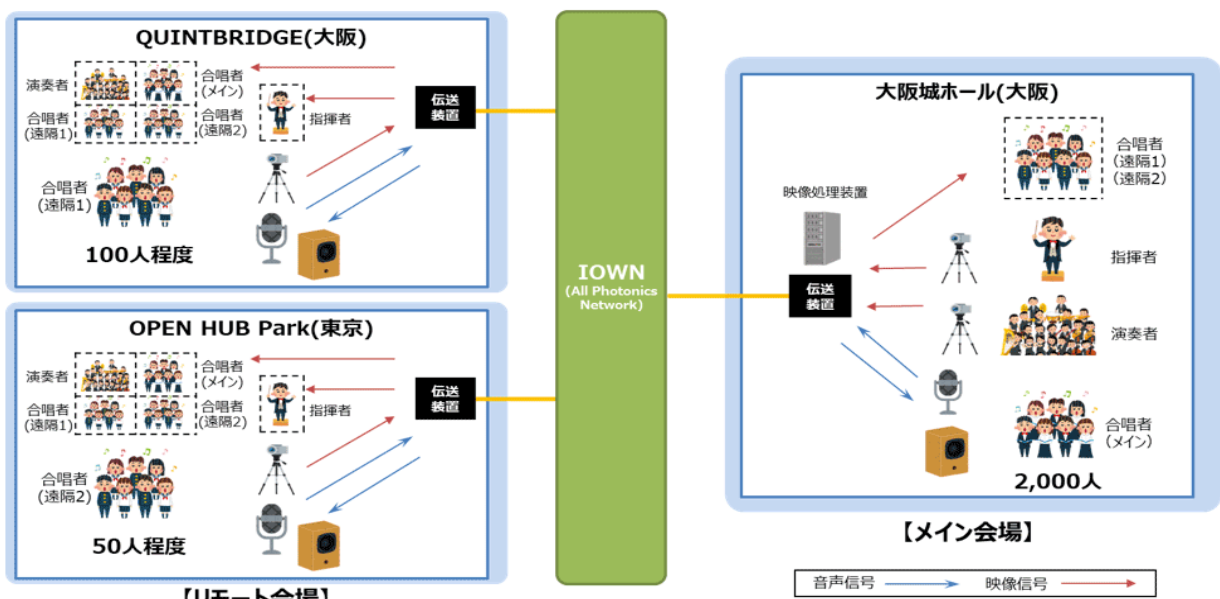 QUINTBRIDGE(大阪)
演奏者
合唱者
(メイン)
合唱者
(遠隔1)
合唱者
(遠隔2)
指揮者
伝送
装置
合唱者
(遠隔1)
100人程度
OPEN HUB Park(東京)
演奏者
合唱者
(メイン)
合唱者
(遠隔1)
合唱者
(遠隔2)
指揮者
伝送
装置
合唱者
(遠隔2)
50人程度
【リモート会場】
IOWN
(All Photonics
Network)
大阪城ホール(大阪)
合唱者
(遠隔1)
(遠隔2)
映像処理装置
指揮者
伝送
装置
演奏者
合唱者
(メイン)
2,000人
【メイン会場】
音声信号
映像信号